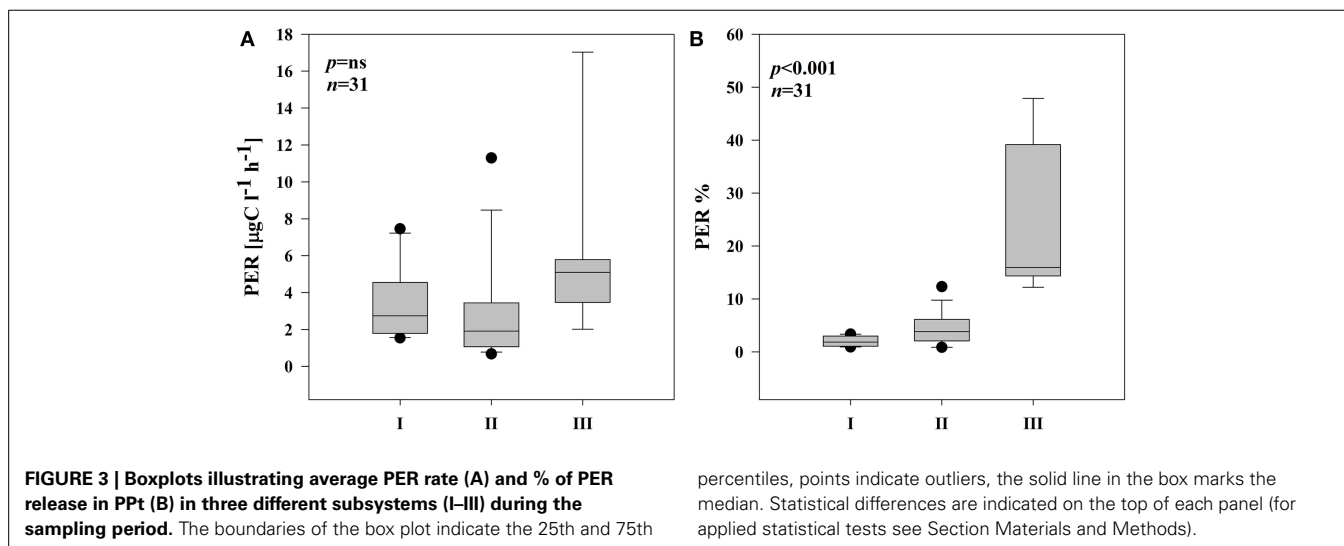 A
p=ns
n=31
PER [µgC l-1 h-1]
18
16
14
12
10
8
6
4
2
0
I
II
III
B
p<0.001
n=31
PER %
60
50
40
30
20
10
0
I
II
III
FIGURE 3 | Boxplots illustrating average PER rate (A) and % of PER
release in PPt (B) in three different subsystems (I–III) during the
sampling period. The boundaries of the box plot indicate the 25th and 75th
percentiles, points indicate outliers, the solid line in the box marks the
median. Statistical differences are indicated on the top of each panel (for
applied statistical tests see Section Materials and Methods).